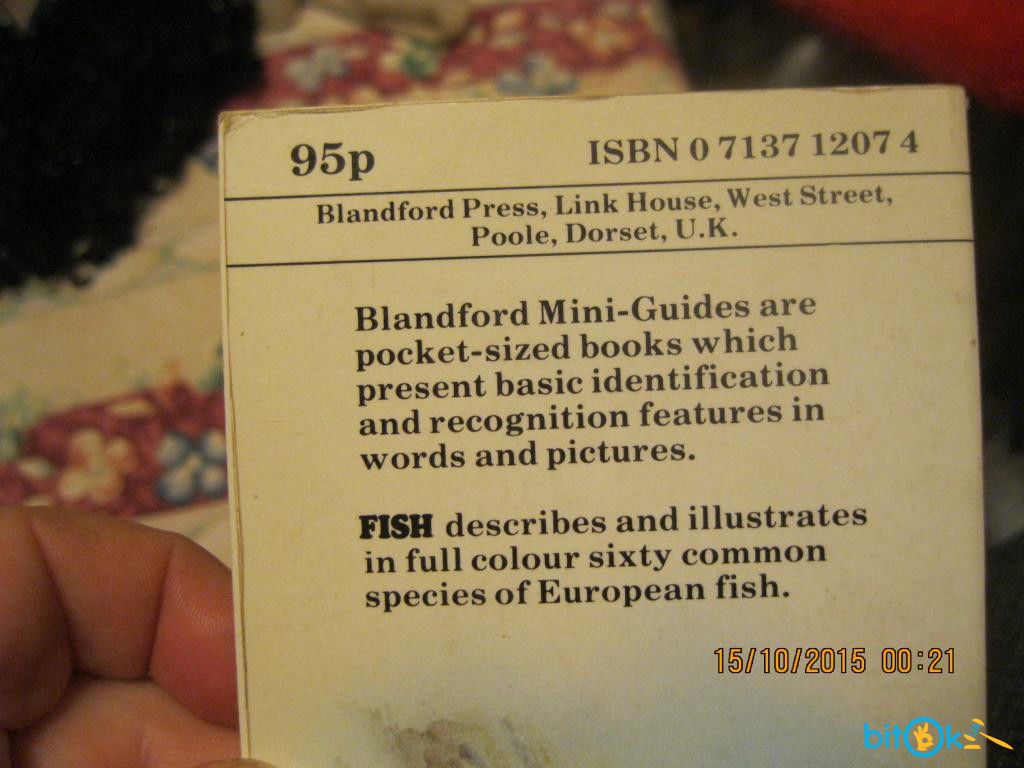 95p ISBN 0 7137 1207 4
Blandford Press, Link House, West Street,
Poole, Dorset, U.K.
Blandford Mini-Guides are
pocket-sized books which
present basic identification
and recognition features in
words and pictures.
FISH describes and illustrates
in full colour sixty common
species of European fish.
15/10/2015 00:21
bitok